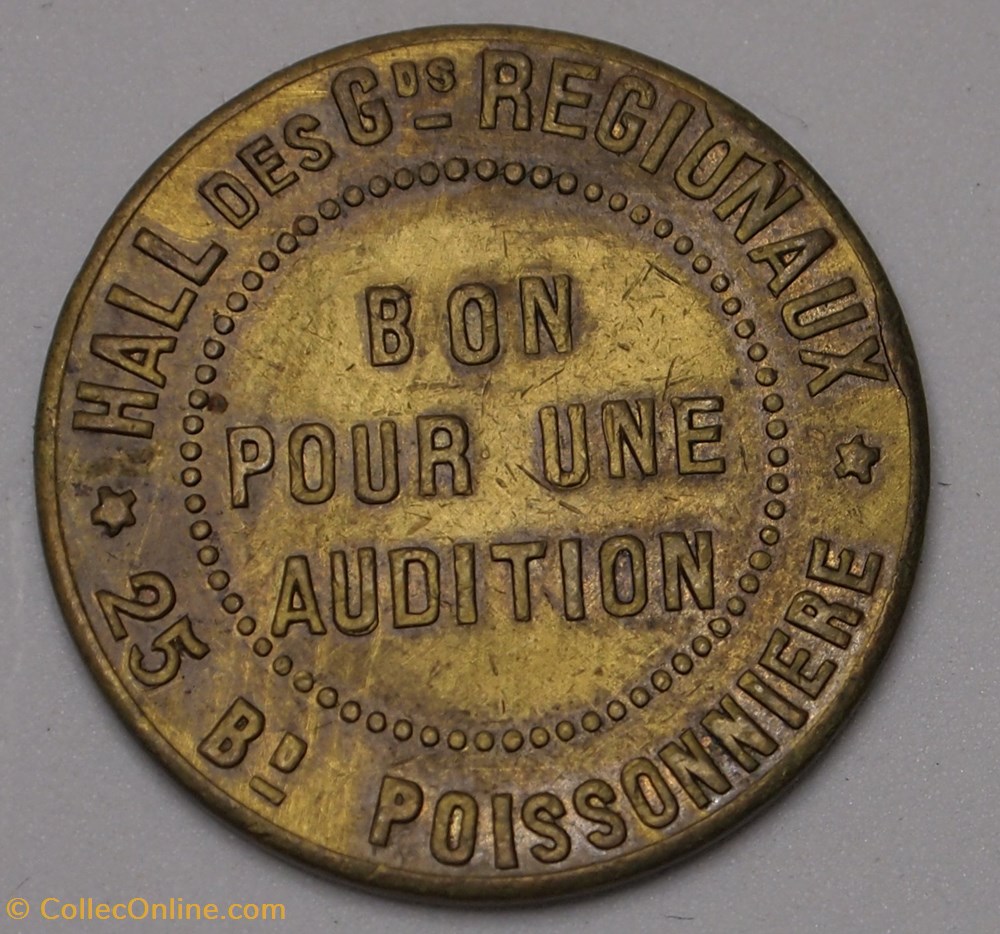 HALL DES Gᴰˢ REGIONAUX
BON
POUR UNE
AUDITION
25 Bᴰ POISSONNIERE
© CollecOnline.com